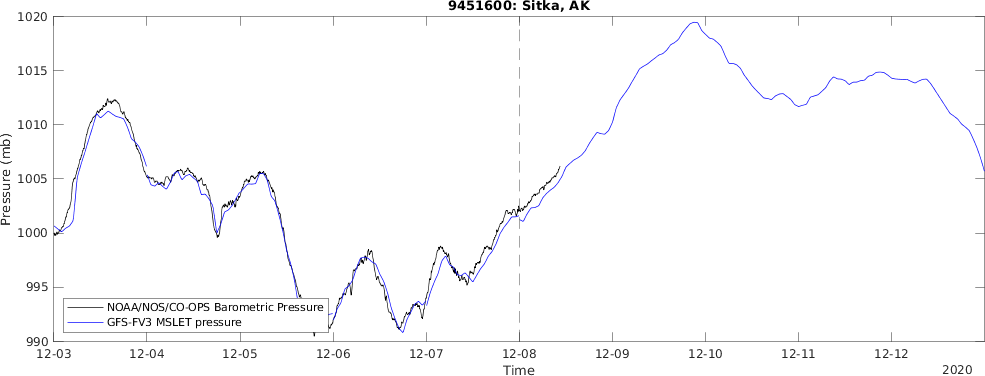 9451600: Sitka, AK
1020
1015
1010
1005
1000
995
990
Pressure (mb)
NOAA/NOS/CO-OPS Barometric Pressure
GFS-FV3 MSLET pressure
12-03 12-04 12-05 12-06 12-07 12-08 12-09 12-10 12-11 12-12
Time
2020